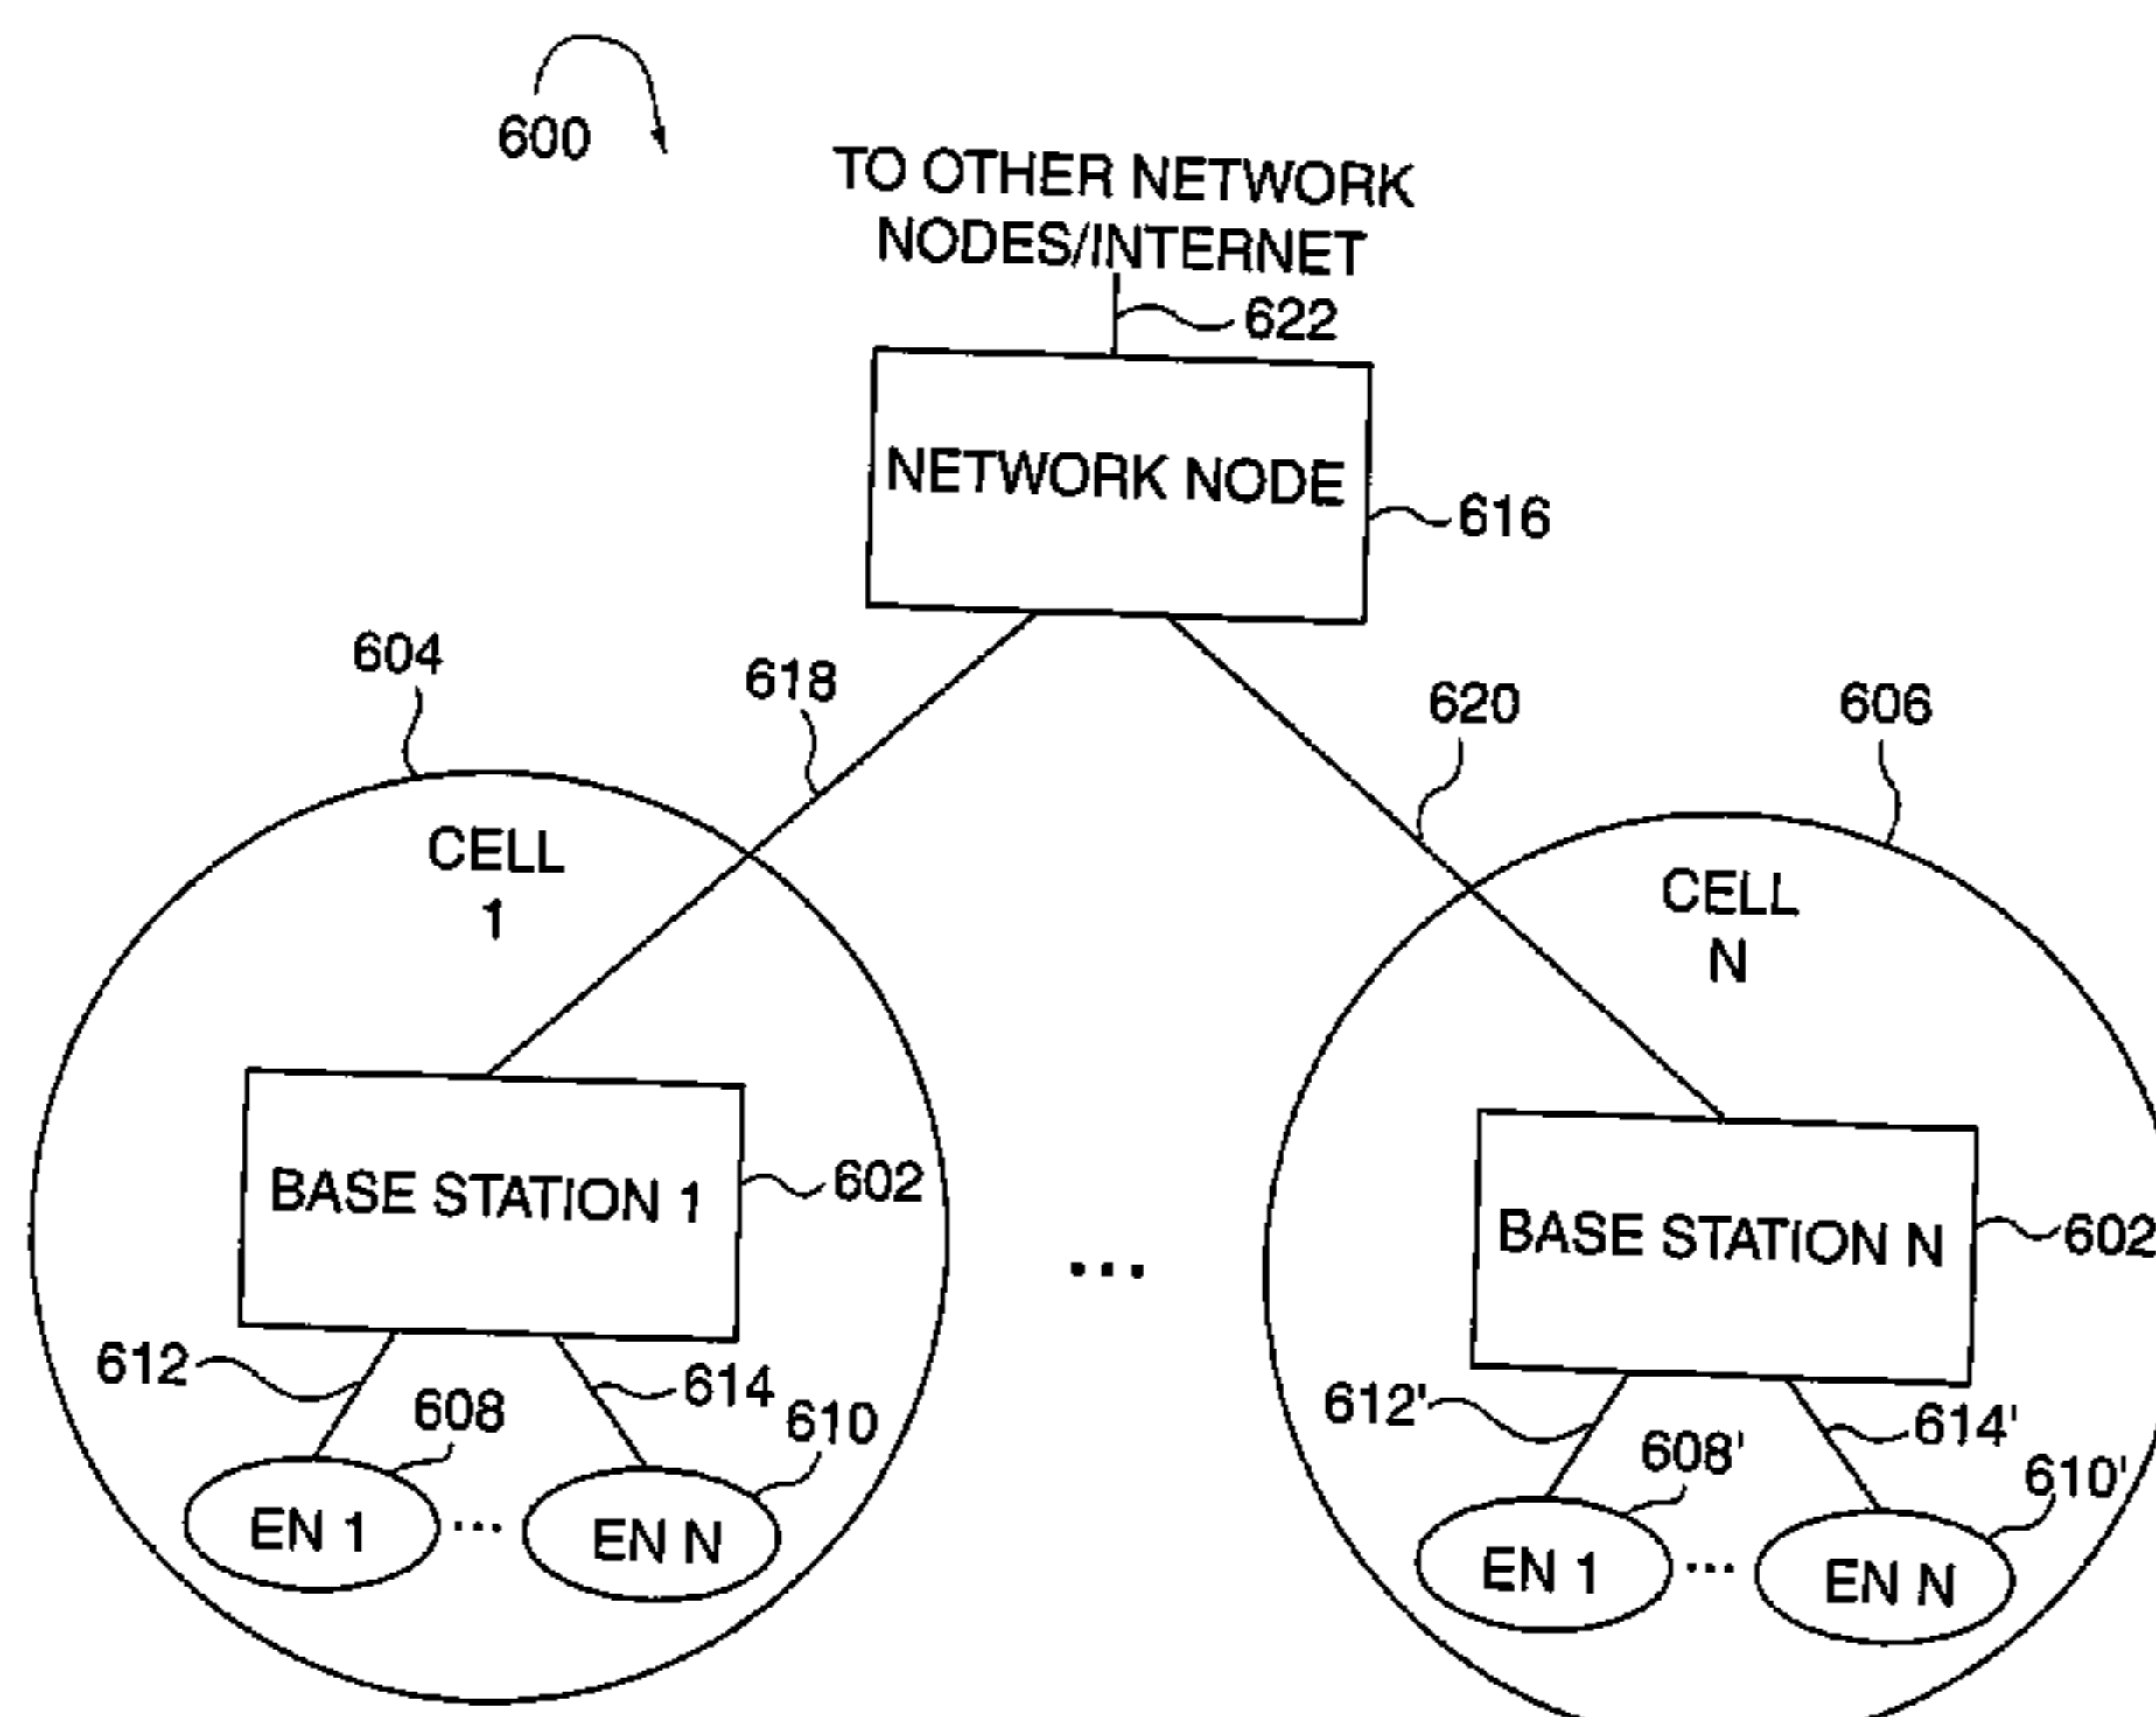 600
TO OTHER NETWORK
NODES/INTERNET
622
NETWORK NODE
616
604
618
620
606
CELL
1
CELL
N
BASE STATION 1
602
...
BASE STATION N
602
612
614
608
610
EN 1
...
EN N
612'
614'
608'
610'
EN 1
...
EN N